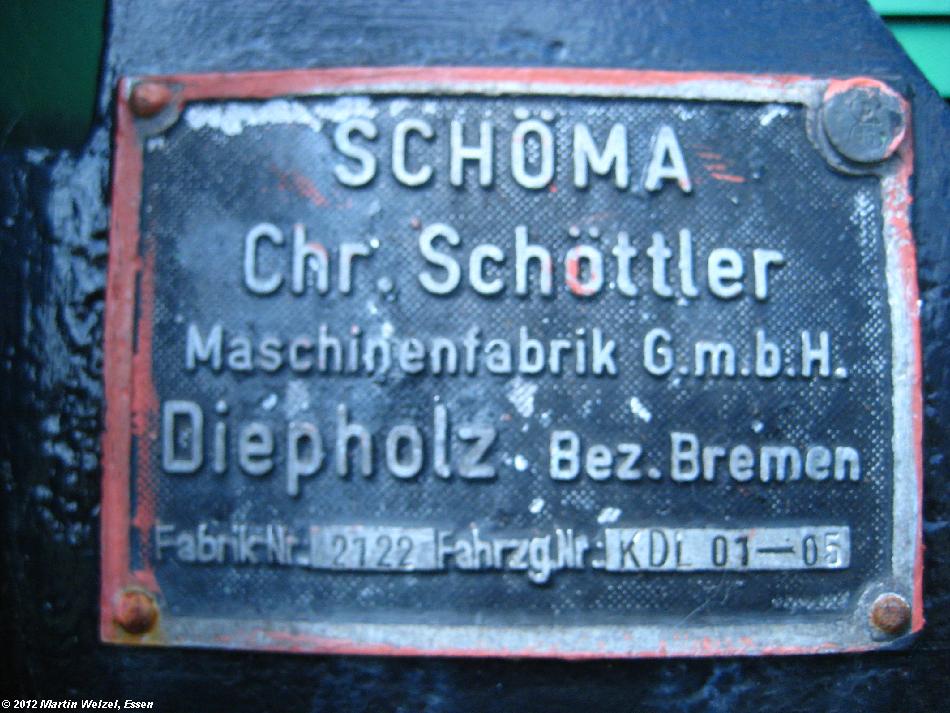 SCHÖMA
Chr. Schöttler
Maschinenfabrik G.m.b.H.
Diepholz Bez. Bremen
Fabrik-Nr. 2122 Fahrzg.Nr.: KDL 01—05
© 2012 Martin Welzel, Essen